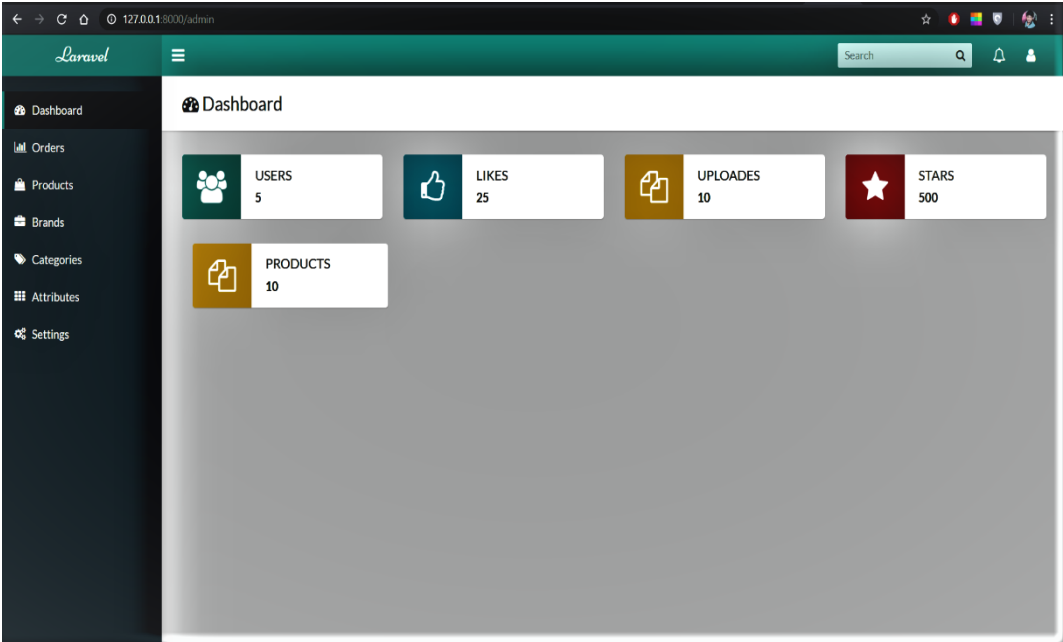 127.0.0.1:8000/admin
Laravel
Search
Dashboard
Orders
Products
Brands
Categories
Attributes
Settings
Dashboard
USERS
5
LIKES
25
UPLOADES
10
STARS
500
PRODUCTS
10